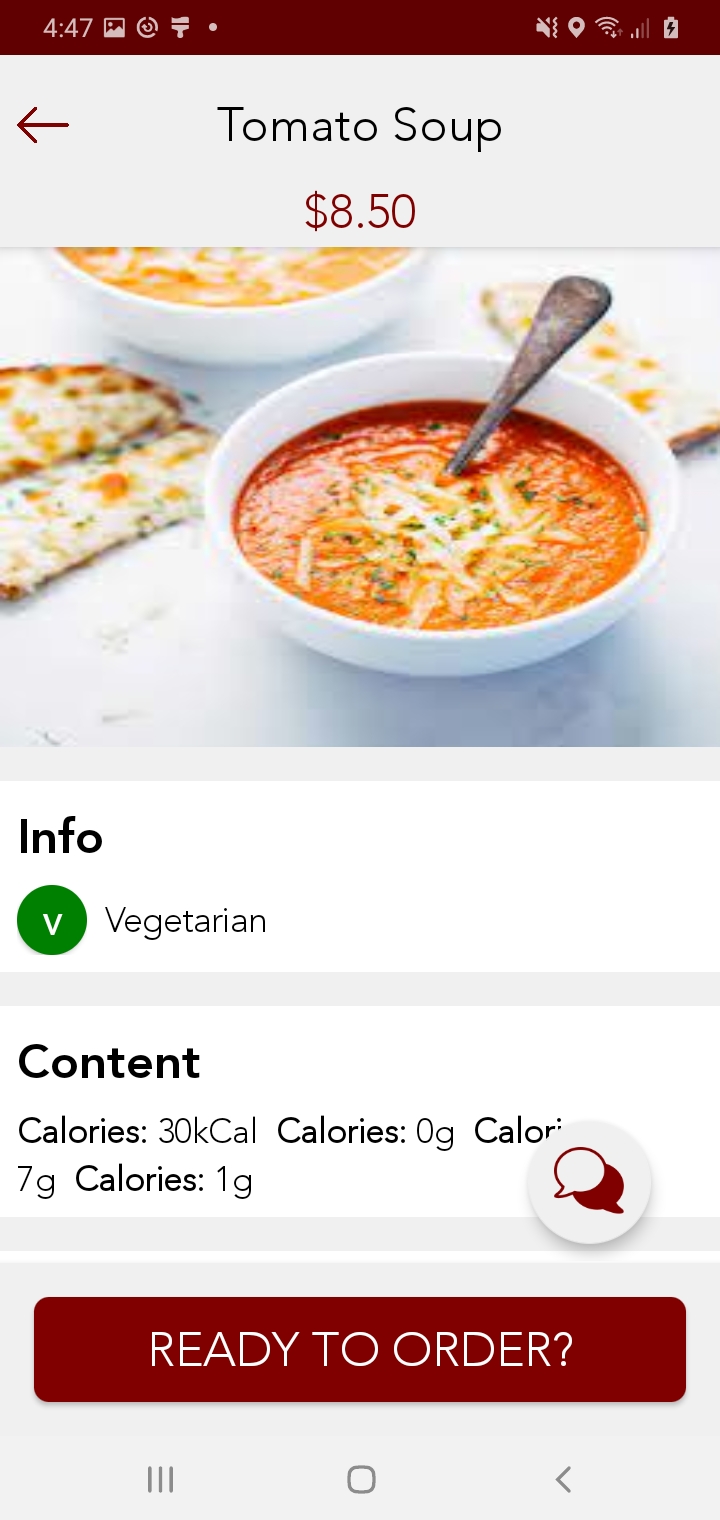 4:47
Tomato Soup
$8.50
Info
v Vegetarian
Content
Calories: 30kCal Calories: 0g
7g Calories: 1g
READY TO ORDER?